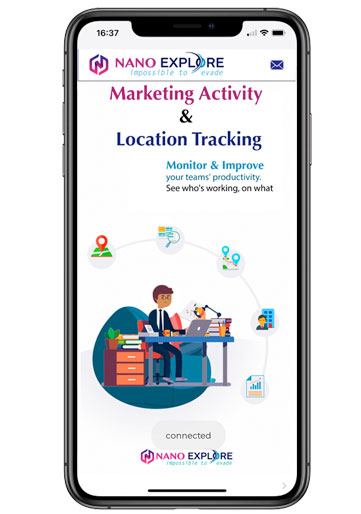 16:37
NANO EXPLORE
Impossible to evade
Marketing Activity
&
Location Tracking
Monitor & Improve
your teams' productivity.
See who's working, on what
connected
NANO EXPLORE
Impossible to evade